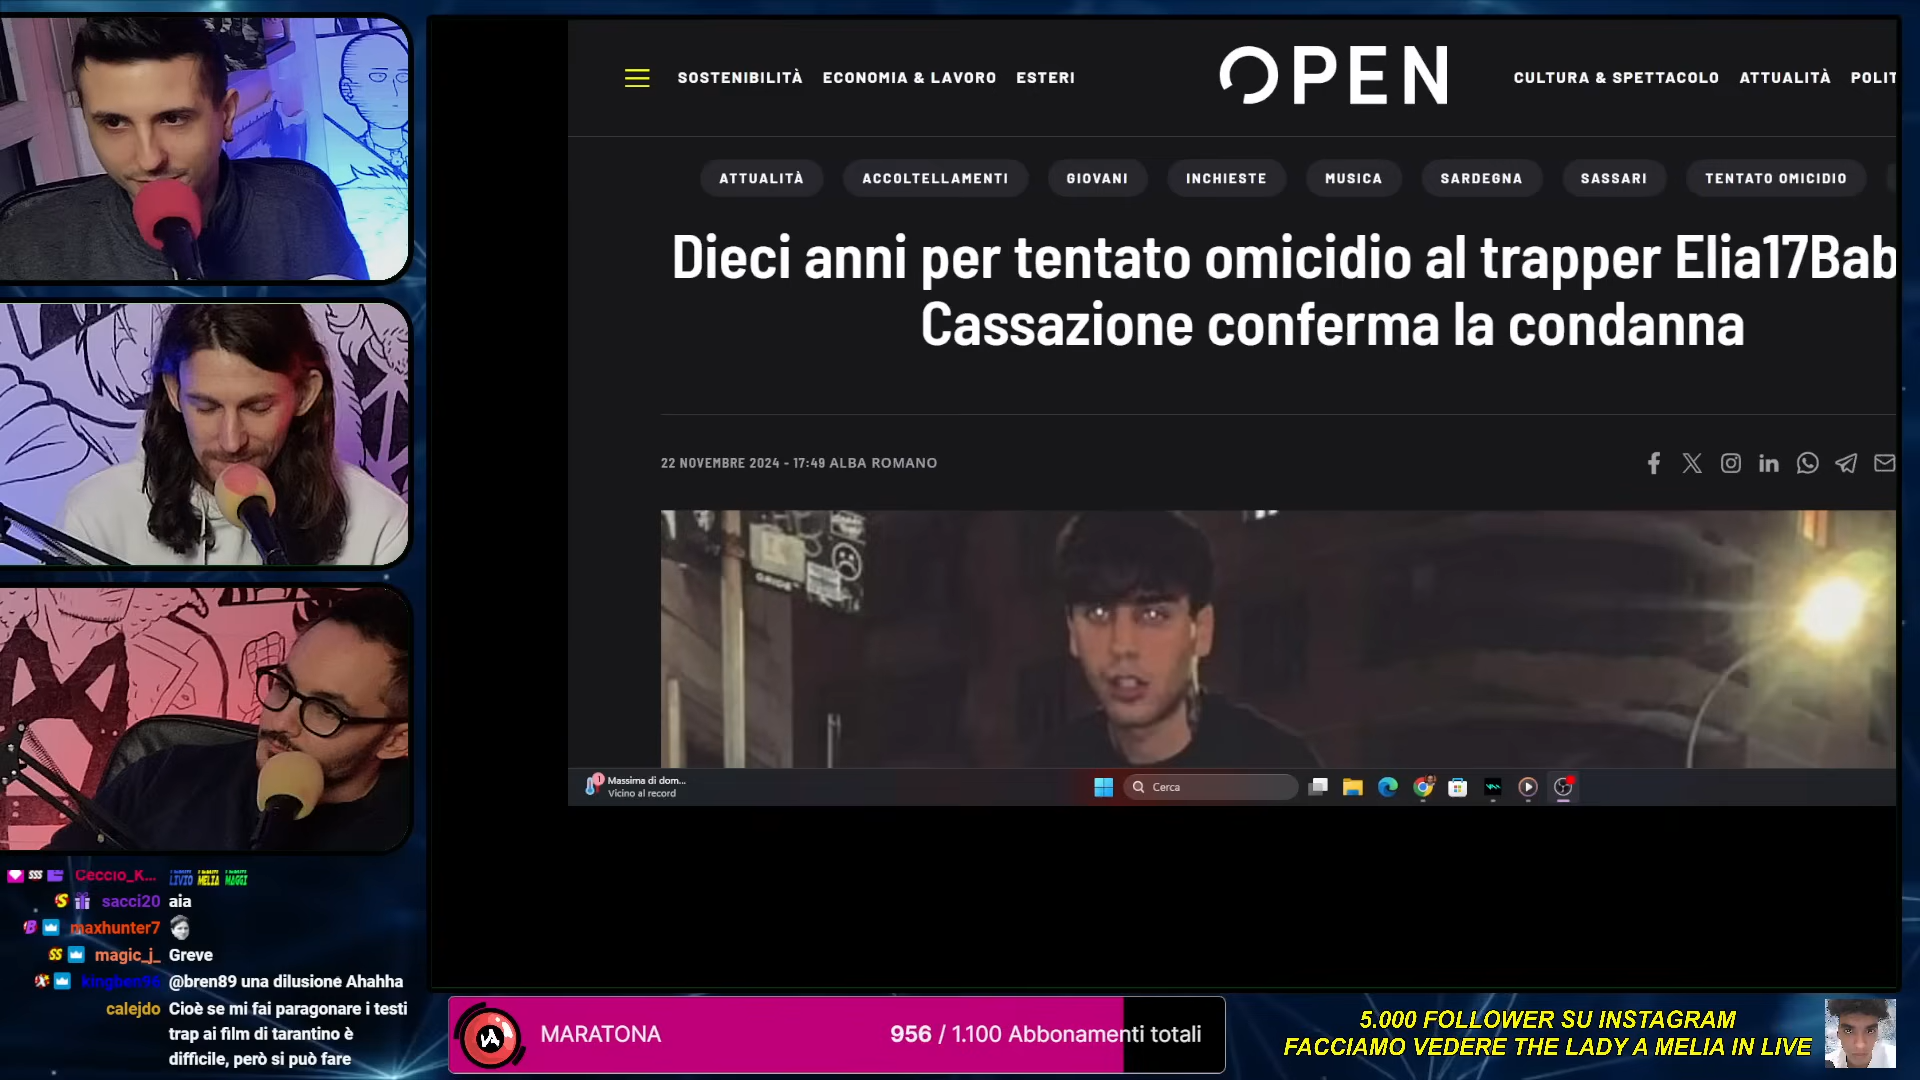 OPEN
SOSTENIBILITÀ ECONOMIA & LAVORO ESTERI
CULTURA & SPETTACOLO ATTUALITÀ POLIT
ATTUALITÀ ACCOLTELLAMENTI GIOVANI INCHIESTE MUSICA SARDEGNA SASSARI TENTATO OMICIDIO
Dieci anni per tentato omicidio al trapper Elia17Bab
Cassazione conferma la condanna
22 NOVEMBRE 2024 - 17:49 ALBA ROMANO
Massima di dom...
Vicino al record
Cerca
Ceccio_K... LIVIO MELIA MAGGI
sacci20 aia
maxhunter7
magic_j_ Greve
kingben96 @bren89 una dilusione Ahahha
calejdo Cioè se mi fai paragonare i testi
trap ai film di tarantino è
difficile, però si può fare
MARATONA 956 / 1.100 Abbonamenti totali
5.000 FOLLOWER SU INSTAGRAM
FACCIAMO VEDERE THE LADY A MELIA IN LIVE